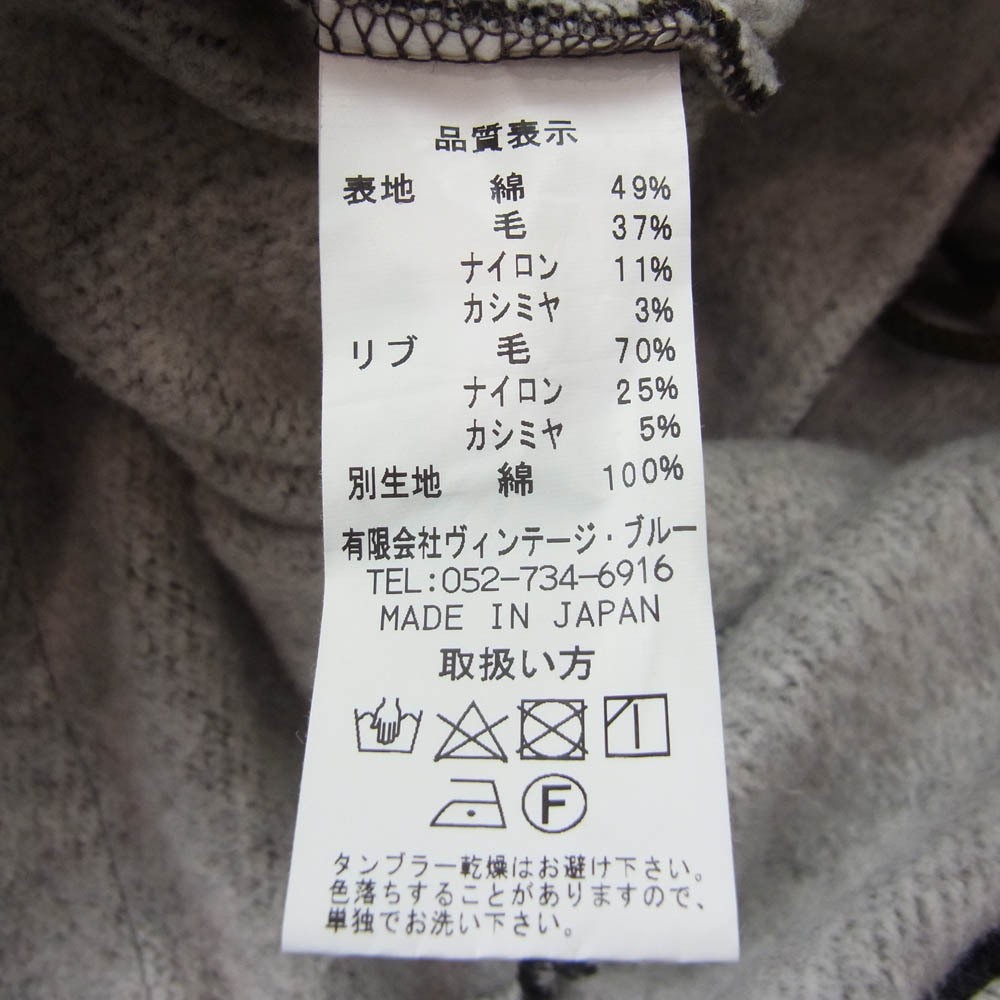 品質表示
表地 綿 49%
毛 37%
ナイロン 11%
カシミヤ 3%
リブ 毛 70%
ナイロン 25%
カシミヤ 5%
別生地 綿 100%
有限会社ヴィンテージ・ブルー
TEL:052-734-6916
MADE IN JAPAN
取扱い方
F
タンブラー乾燥はお避け下さい。
色落ちすることがありますので、
単独でお洗い下さい。